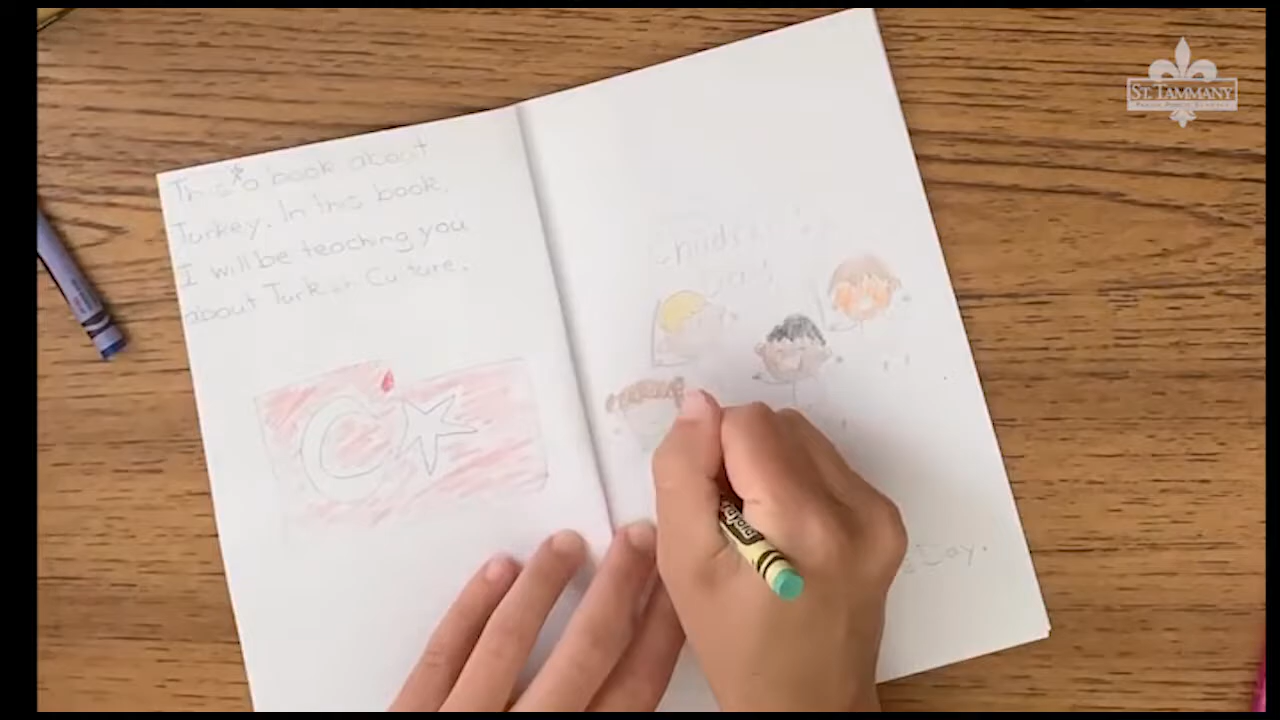 This a book about
Turkey. In this book,
I will be teaching you
about Turkish Culture.
Children's
Day!
Day.
crayola
ST. TAMMANY